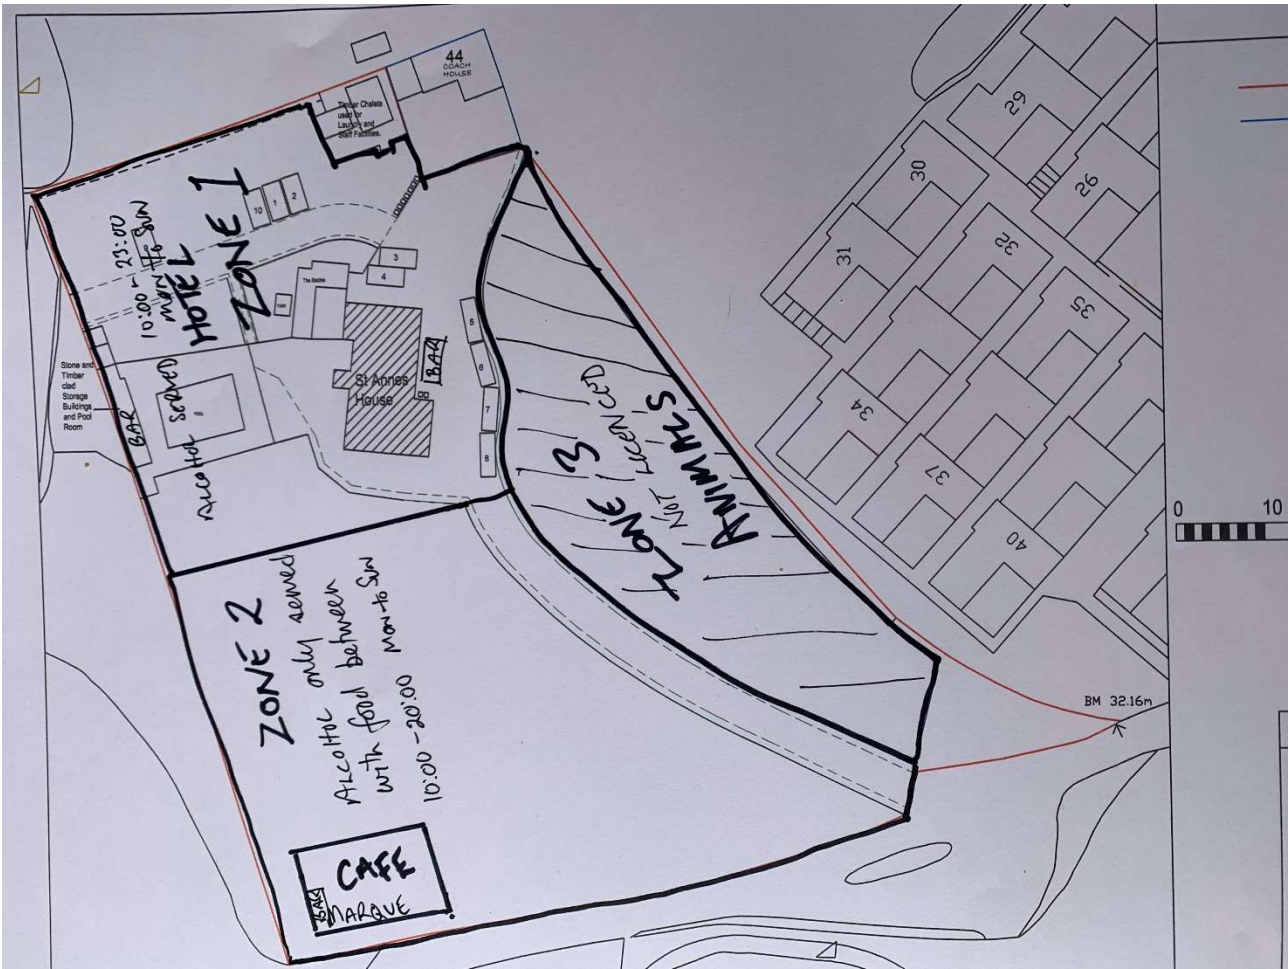 44
COACH
HOUSE
Timber Chalets
used for
Laundry and
Staff Facilities.
ZONE 1
HOTEL
10:00 - 23:00
MON TO SUN
ALCOHOL SERVED
10
1
2
3
4
5
6
7
8
St Annes
House
BAR
Stone and
Timber
clad
Storage
Buildings
and Pool
Room
BAR
ZONE 2
ALCOHOL only served
with food between
10:00 - 20:00 MON to SUN
CAFE
MARQUE
BAR
ZONE 3
NOT LICENCED
ANIMALS
29
30
26
31
32
35
34
37
40
0
10
BM 32.16m